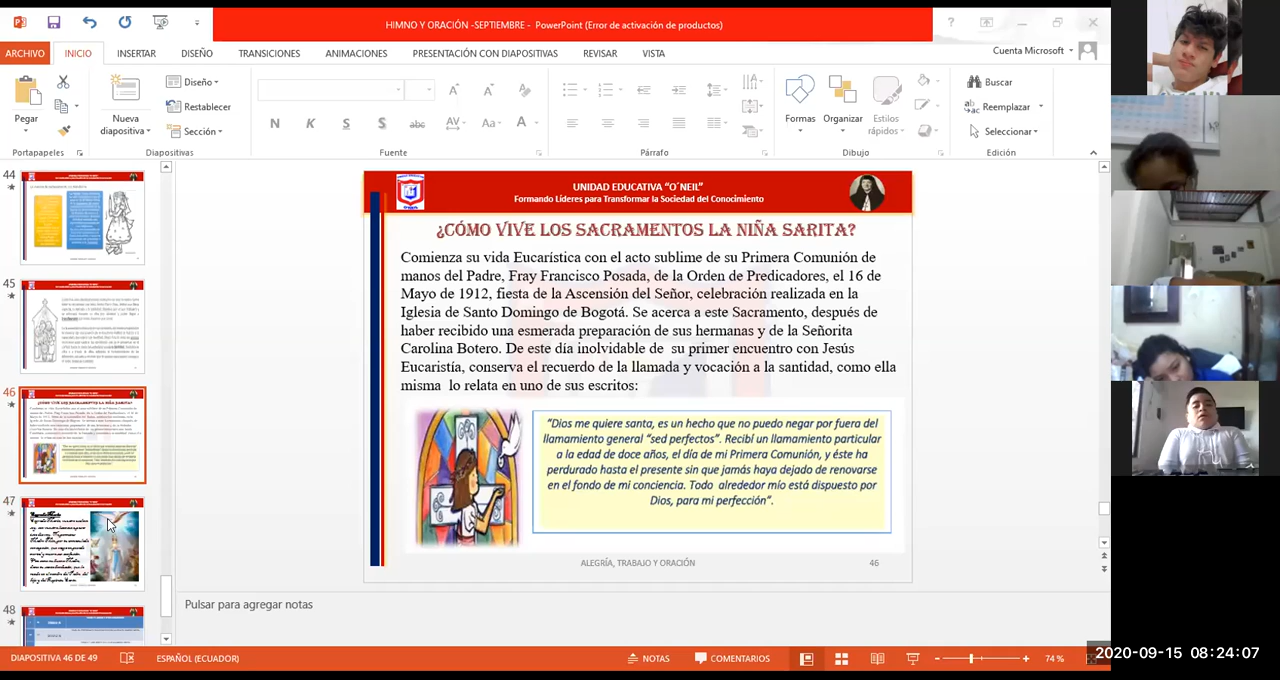 HIMNO Y ORACIÓN -SEPTIEMBRE - PowerPoint (Error de activación de productos)
ARCHIVO INICIO INSERTAR DISEÑO TRANSICIONES ANIMACIONES PRESENTACIÓN CON DIAPOSITIVAS REVISAR VISTA
Cuenta Microsoft
Pegar
Portapapeles
Nueva
diapositiva
Diseño
Restablecer
Sección
Diapositivas
N K S S abc AV Aa A
Fuente
Párrafo
Formas
Organizar
Estilos
rápidos
Dibujo
Buscar
Reemplazar
Seleccionar
Edición
44
45
46
47
48
UNIDAD EDUCATIVA "O´NEIL"
Formando Líderes para Transformar la Sociedad del Conocimiento
¿CÓMO VIVE LOS SACRAMENTOS LA NIÑA SARITA?
Comienza su vida Eucarística con el acto sublime de su Primera Comunión de
manos del Padre, Fray Francisco Posada, de la Orden de Predicadores, el 16 de
Mayo de 1912, fiesta de la Ascensión del Señor, celebración realizada en la
Iglesia de Santo Domingo de Bogotá. Se acerca a este Sacramento, después de
haber recibido una esmerada preparación de sus hermanas y de la Señorita
Carolina Botero. De este día inolvidable de su primer encuentro con Jesús
Eucaristía, conserva el recuerdo de la llamada y vocación a la santidad, como ella
misma lo relata en uno de sus escritos:
"Dios me quiere santa, es un hecho que no puedo negar por fuera del
llamamiento general "sed perfectos". Recibí un llamamiento particular
a la edad de doce años, el día de mi Primera Comunión, y éste ha
perdurado hasta el presente sin que jamás haya dejado de renovarse
en el fondo de mi conciencia. Todo alrededor mío está dispuesto por
Dios, para mi perfección".
ALEGRÍA, TRABAJO Y ORACIÓN
46
Pulsar para agregar notas
DIAPOSITIVA 46 DE 49
ESPAÑOL (ECUADOR)
NOTAS
COMENTARIOS
74 %
2020-09-15 08:24:07